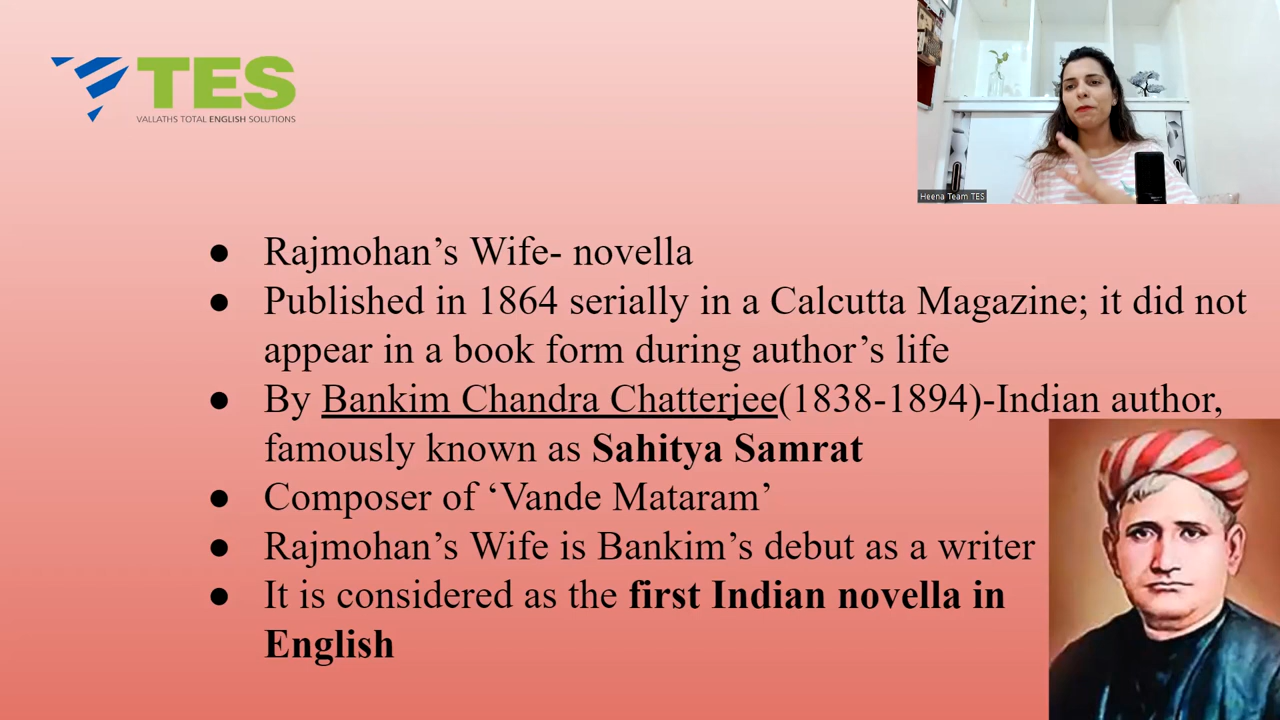 TES
VALLATHS TOTAL ENGLISH SOLUTIONS
Heena Team TES
● Rajmohan’s Wife- novella
● Published in 1864 serially in a Calcutta Magazine; it did not
appear in a book form during author’s life
● By Bankim Chandra Chatterjee(1838-1894)-Indian author,
famously known as Sahitya Samrat
● Composer of ‘Vande Mataram’
● Rajmohan’s Wife is Bankim’s debut as a writer
● It is considered as the first Indian novella in
English